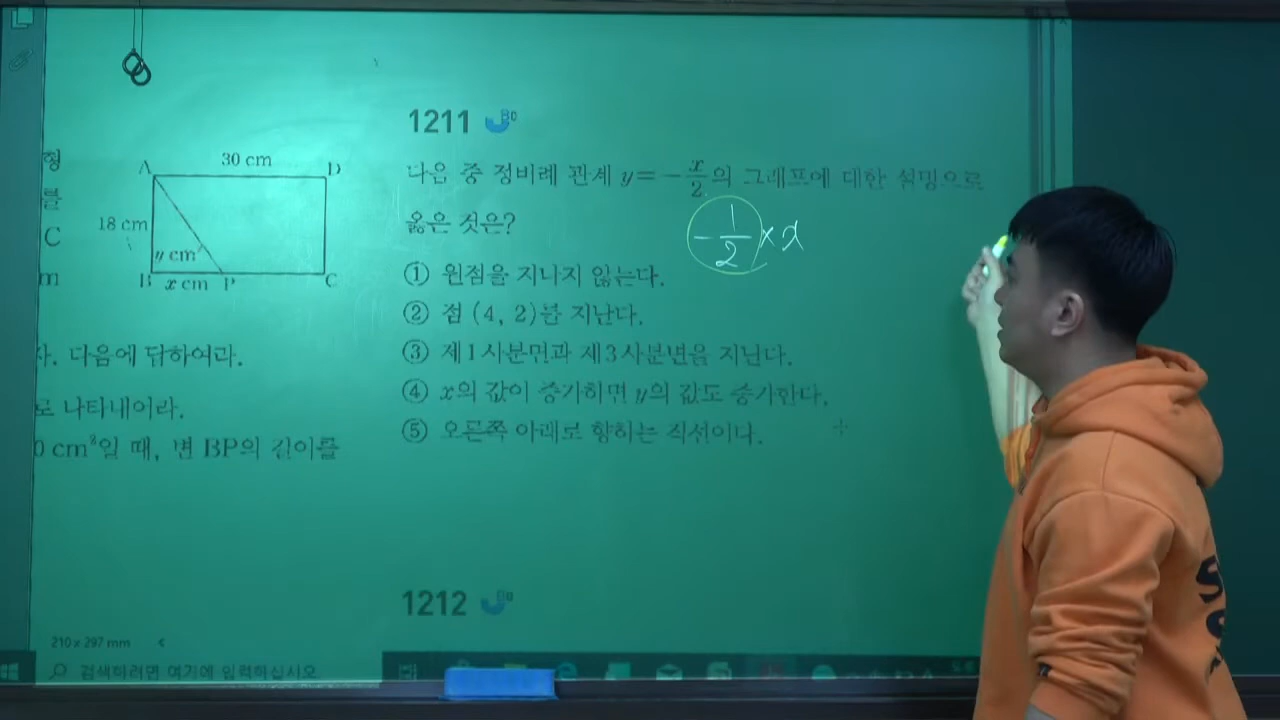 형
를
C
m
A 30 cm D
18 cm
y cm²
B x cm P C
자. 다음에 답하여라.
로 나타내어라.
0 cm²일 때, 변 BP의 길이를
1211
다음 중 정비례 관계 y=-x/2의 그래프에 대한 설명으로
옳은 것은?
-1/2 × x
① 원점을 지나지 않는다.
② 점 (4, 2)를 지난다.
③ 제1사분면과 제3사분면을 지난다.
④ x의 값이 증가하면 y의 값도 증가한다.
⑤ 오른쪽 아래로 향하는 직선이다.
1212
210 x 297 mm
검색하려면 여기에 입력하십시오